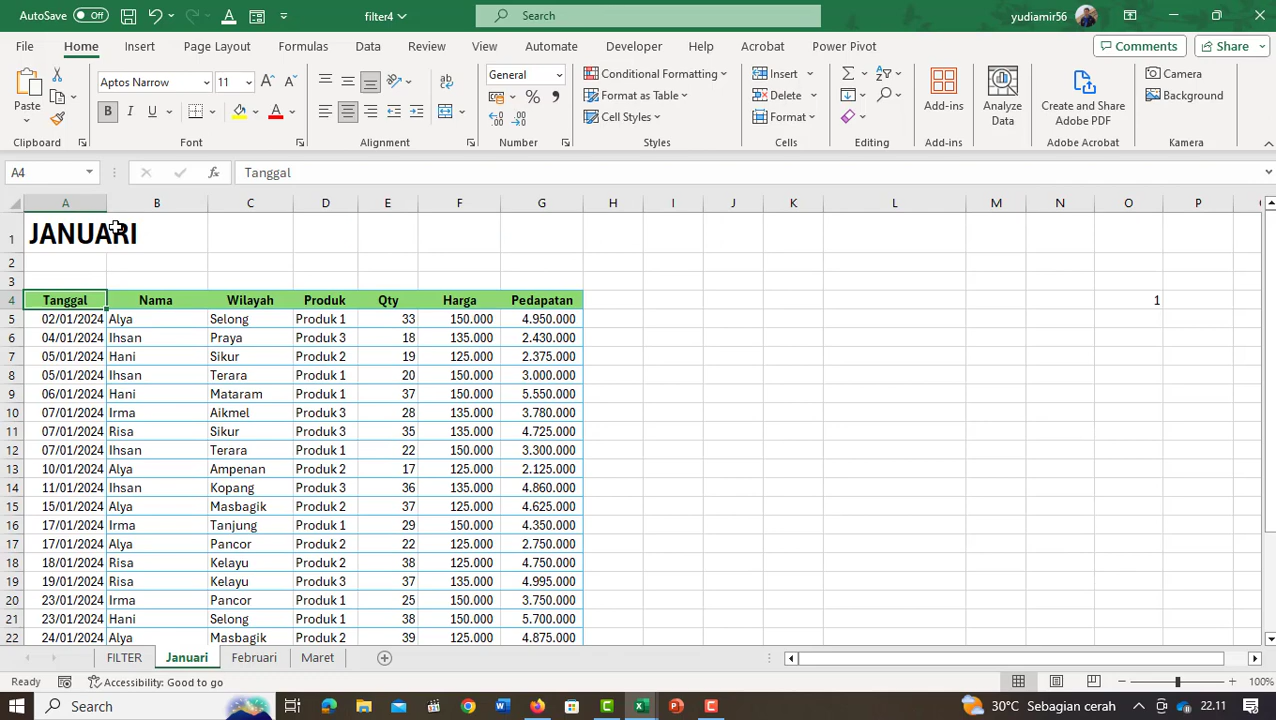 AutoSave Off filter4 Search yudiamir56
File Home Insert Page Layout Formulas Data Review View Automate Developer Help Acrobat Power Pivot Comments Share
Paste Aptos Narrow 11 General Conditional Formatting Format as Table Cell Styles Insert Delete Format Add-ins Analyze Data Create and Share Adobe PDF Camera Background
Clipboard Font Alignment Number Styles Cells Editing Add-ins Adobe Acrobat Kamera
A4 Tanggal
A B C D E F G H I J K L M N O P
1 JANUARI
2
3
4 Tanggal Nama Wilayah Produk Qty Harga Pedapatan 1
5 02/01/2024 Alya Selong Produk 1 33 150.000 4.950.000
6 04/01/2024 Ihsan Praya Produk 3 18 135.000 2.430.000
7 05/01/2024 Hani Sikur Produk 2 19 125.000 2.375.000
8 05/01/2024 Ihsan Terara Produk 1 20 150.000 3.000.000
9 06/01/2024 Hani Mataram Produk 1 37 150.000 5.550.000
10 07/01/2024 Irma Aikmel Produk 3 28 135.000 3.780.000
11 07/01/2024 Risa Sikur Produk 3 35 135.000 4.725.000
12 07/01/2024 Ihsan Terara Produk 1 22 150.000 3.300.000
13 10/01/2024 Alya Ampenan Produk 2 17 125.000 2.125.000
14 11/01/2024 Ihsan Kopang Produk 3 36 135.000 4.860.000
15 15/01/2024 Alya Masbagik Produk 2 37 125.000 4.625.000
16 17/01/2024 Irma Tanjung Produk 1 29 150.000 4.350.000
17 17/01/2024 Alya Pancor Produk 2 22 125.000 2.750.000
18 18/01/2024 Risa Kelayu Produk 2 38 125.000 4.750.000
19 19/01/2024 Risa Kelayu Produk 3 37 135.000 4.995.000
20 23/01/2024 Irma Pancor Produk 1 25 150.000 3.750.000
21 23/01/2024 Hani Selong Produk 1 38 150.000 5.700.000
22 24/01/2024 Alya Masbagik Produk 2 39 125.000 4.875.000
FILTER Januari Februari Maret
Ready Accessibility: Good to go 100%
Search 30°C Sebagian cerah 22.11